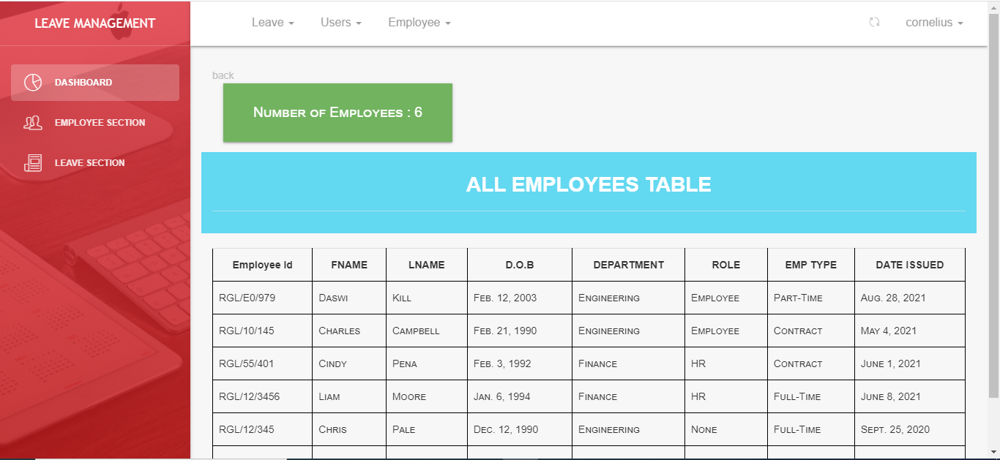 LEAVE MANAGEMENT
Leave Users Employee cornelius
DASHBOARD
EMPLOYEE SECTION
LEAVE SECTION
back
Number of Employees : 6
ALL EMPLOYEES TABLE
Employee Id FNAME LNAME D.O.B DEPARTMENT ROLE EMP TYPE DATE ISSUED
RGL/E0/979 Daswi Kill Feb. 12, 2003 Engineering Employee Part-Time Aug. 28, 2021
RGL/10/145 Charles Campbell Feb. 21, 1990 Engineering Employee Contract May 4, 2021
RGL/55/401 Cindy Pena Feb. 3, 1992 Finance HR Contract June 1, 2021
RGL/12/3456 Liam Moore Jan. 6, 1994 Finance HR Full-Time June 8, 2021
RGL/12/345 Chris Pale Dec. 12, 1990 Engineering None Full-Time Sept. 25, 2020